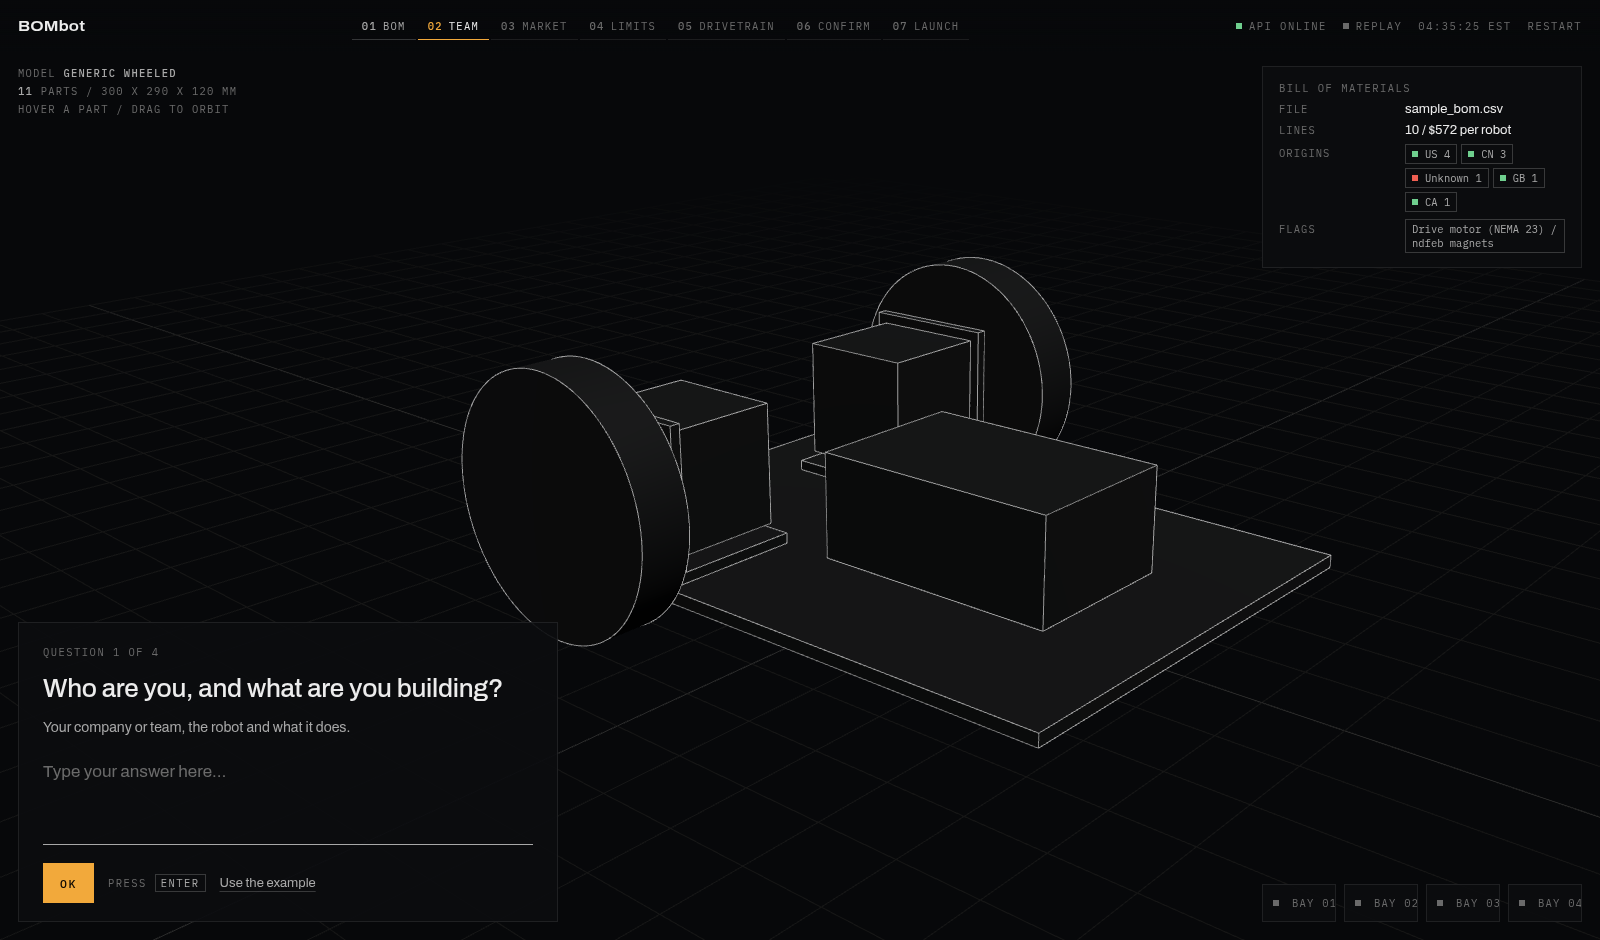 BOMbot
01 BOM
02 TEAM
03 MARKET
04 LIMITS
05 DRIVETRAIN
06 CONFIRM
07 LAUNCH
API ONLINE
REPLAY
04:35:25 EST
RESTART
MODEL GENERIC WHEELED
11 PARTS / 300 X 290 X 120 MM
HOVER A PART / DRAG TO ORBIT
BILL OF MATERIALS
FILE sample_bom.csv
LINES 10 / $572 per robot
ORIGINS US 4 CN 3
Unknown 1 GB 1
CA 1
FLAGS Drive motor (NEMA 23) /
ndfeb magnets
QUESTION 1 OF 4
Who are you, and what are you building?
Your company or team, the robot and what it does.
Type your answer here...
OK PRESS ENTER Use the example
BAY 01 BAY 02 BAY 03 BAY 04